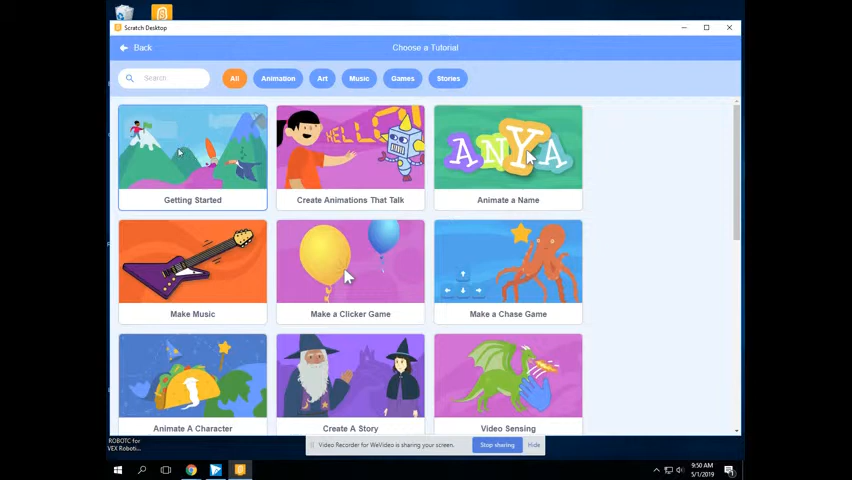 Scratch Desktop
Back
Choose a Tutorial
Search
All
Animation
Art
Music
Games
Stories
HELLO
ANYA
Getting Started
Create Animations That Talk
Animate a Name
Make Music
Make a Clicker Game
Make a Chase Game
Animate A Character
Create A Story
Video Sensing
ROBOTC for
VEX Roboti...
Video Recorder for WeVideo is sharing your screen.
Stop sharing
Hide
9:50 AM
5/1/2019